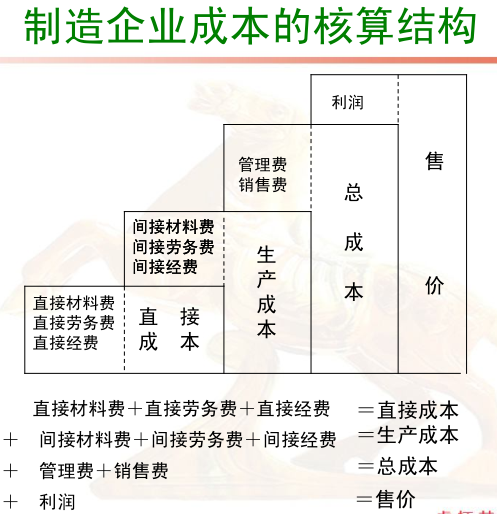 制造企业成本的核算结构
利润
管理费
销售费
售
价
总
成
本
间接材料费
间接劳务费
间接经费
生
产
成
本
直接材料费
直接劳务费
直接经费
直 接
成 本
直接材料费＋直接劳务费＋直接经费 ＝直接成本
＋ 间接材料费＋间接劳务费＋间接经费 ＝生产成本
＋ 管理费＋销售费 ＝总成本
＋ 利润 ＝售价